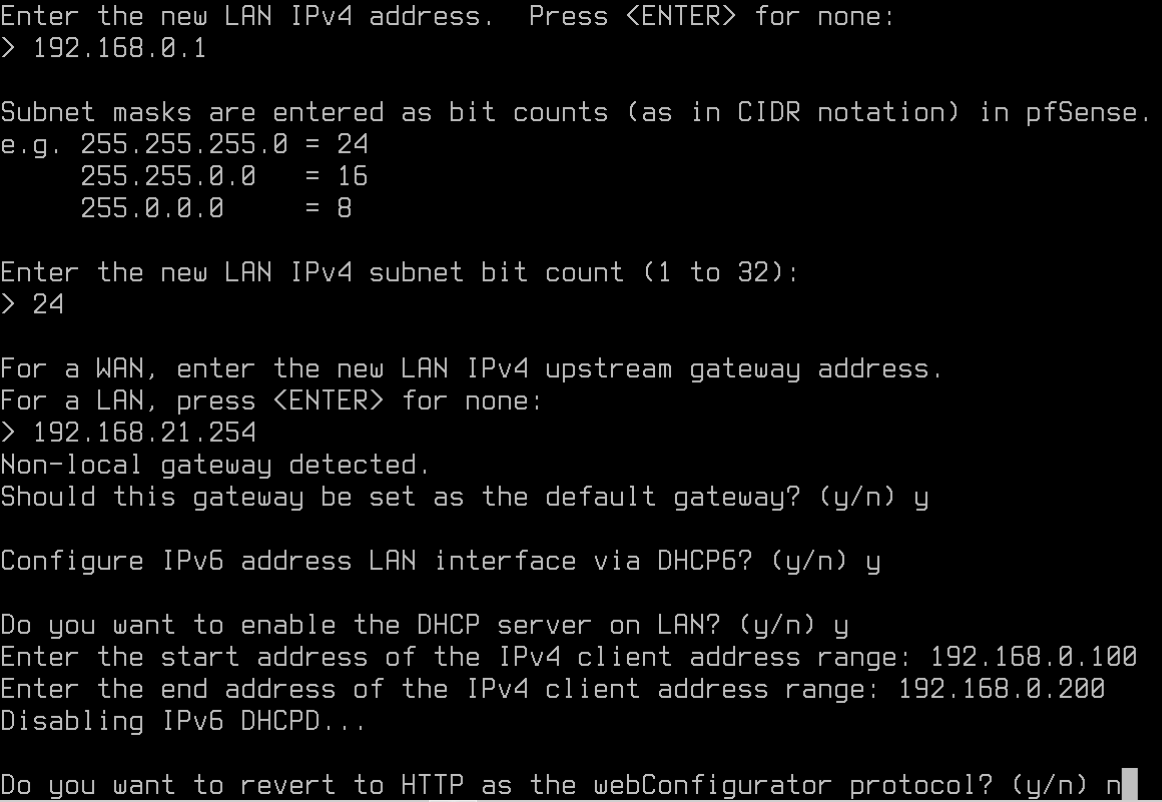 Enter the new LAN IPv4 address.  Press <ENTER> for none:
> 192.168.0.1
Subnet masks are entered as bit counts (as in CIDR notation) in pfSense.
e.g. 255.255.255.0 = 24
     255.255.0.0   = 16
     255.0.0.0     = 8
Enter the new LAN IPv4 subnet bit count (1 to 32):
> 24
For a WAN, enter the new LAN IPv4 upstream gateway address.
For a LAN, press <ENTER> for none:
> 192.168.21.254
Non-local gateway detected.
Should this gateway be set as the default gateway? (y/n) y
Configure IPv6 address LAN interface via DHCP6? (y/n) y
Do you want to enable the DHCP server on LAN? (y/n) y
Enter the start address of the IPv4 client address range: 192.168.0.100
Enter the end address of the IPv4 client address range: 192.168.0.200
Disabling IPv6 DHCPD...
Do you want to revert to HTTP as the webConfigurator protocol? (y/n) n